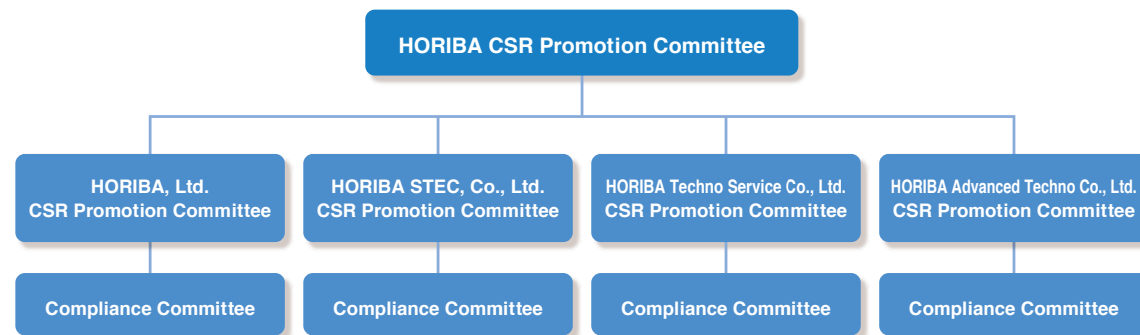 HORIBA CSR Promotion Committee
HORIBA, Ltd.
CSR Promotion Committee
HORIBA STEC, Co., Ltd.
CSR Promotion Committee
HORIBA Techno Service Co., Ltd.
CSR Promotion Committee
HORIBA Advanced Techno Co., Ltd.
CSR Promotion Committee
Compliance Committee
Compliance Committee
Compliance Committee
Compliance Committee